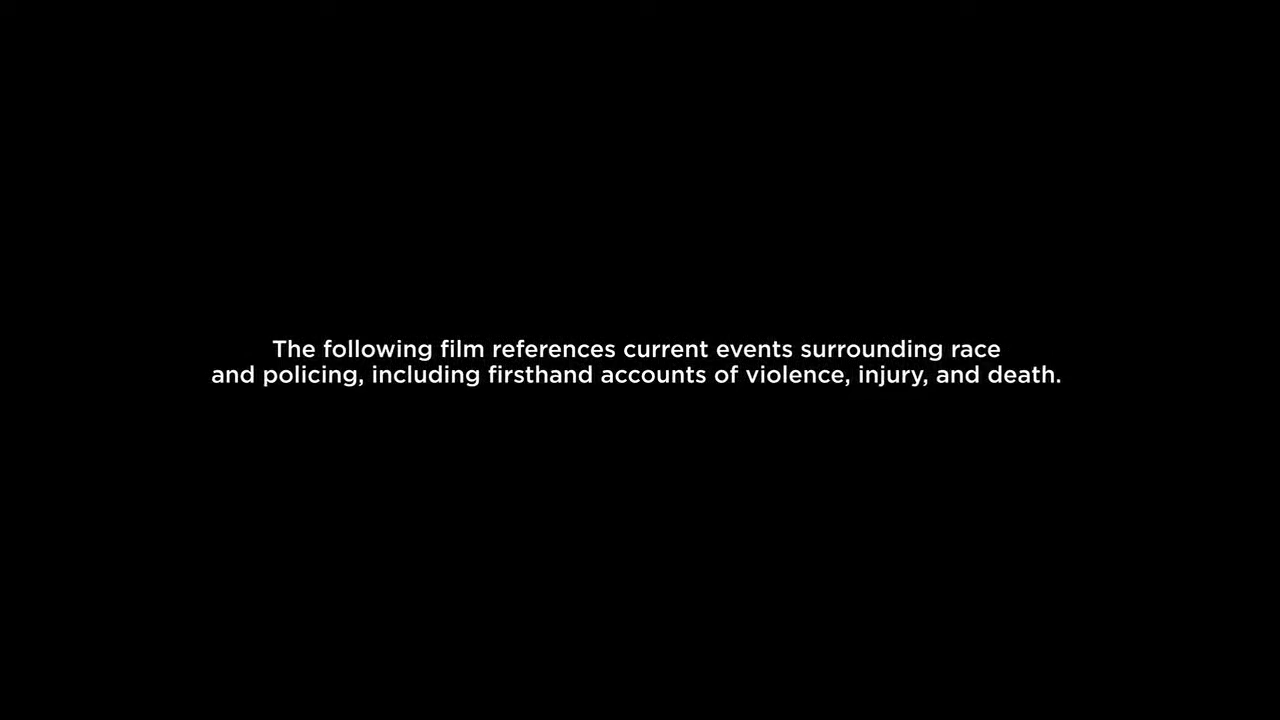 The following film references current events surrounding race
and policing, including firsthand accounts of violence, injury, and death.